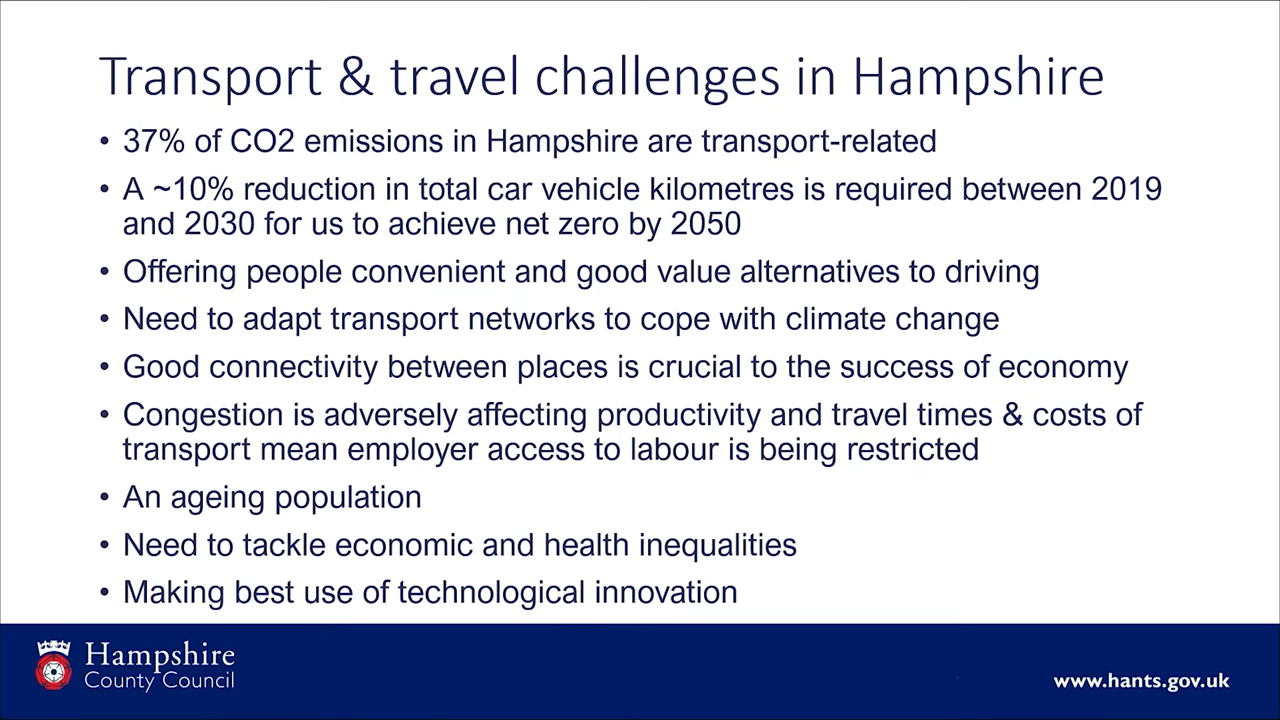 Transport & travel challenges in Hampshire
• 37% of CO2 emissions in Hampshire are transport-related
• A ~10% reduction in total car vehicle kilometres is required between 2019
and 2030 for us to achieve net zero by 2050
• Offering people convenient and good value alternatives to driving
• Need to adapt transport networks to cope with climate change
• Good connectivity between places is crucial to the success of economy
• Congestion is adversely affecting productivity and travel times & costs of
transport mean employer access to labour is being restricted
• An ageing population
• Need to tackle economic and health inequalities
• Making best use of technological innovation
Hampshire
County Council
www.hants.gov.uk